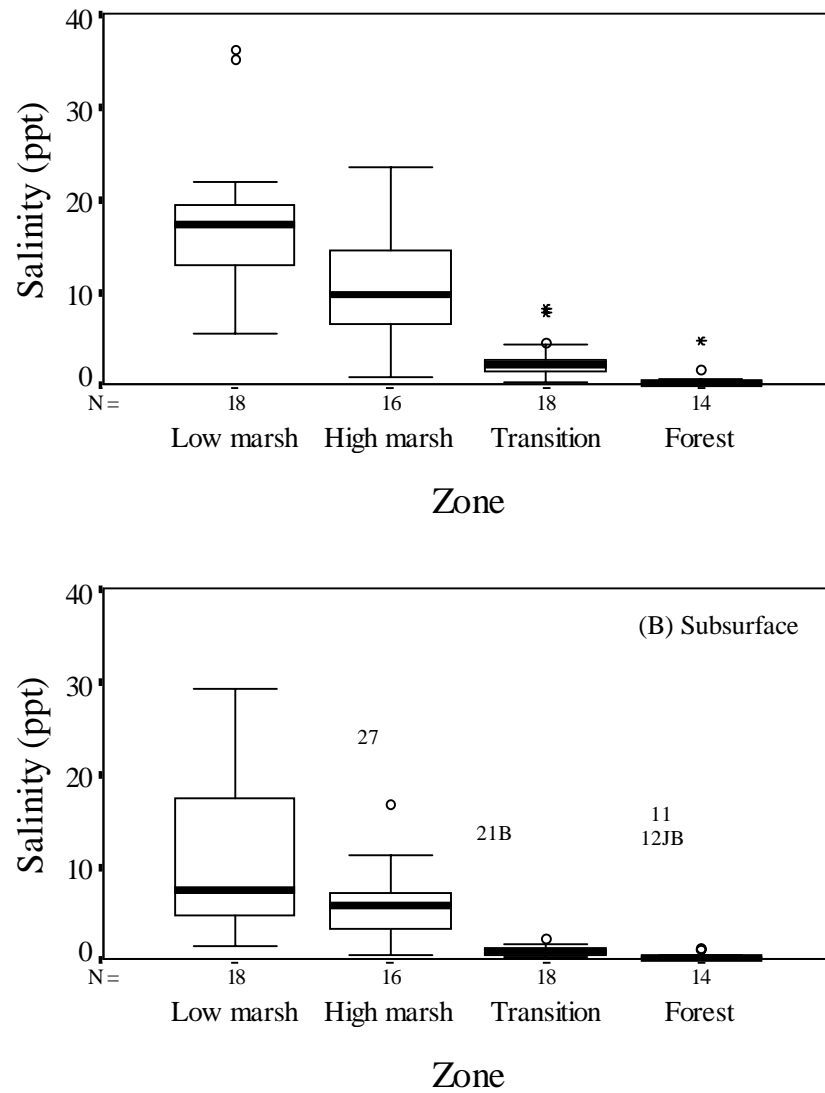 40
30
20
10
0
Salinity (ppt)
N = 18 16 18 14
Low marsh High marsh Transition Forest
Zone
40
(B) Subsurface
30
27
20
11
21B
12JB
10
0
Salinity (ppt)
N = 18 16 18 14
Low marsh High marsh Transition Forest
Zone